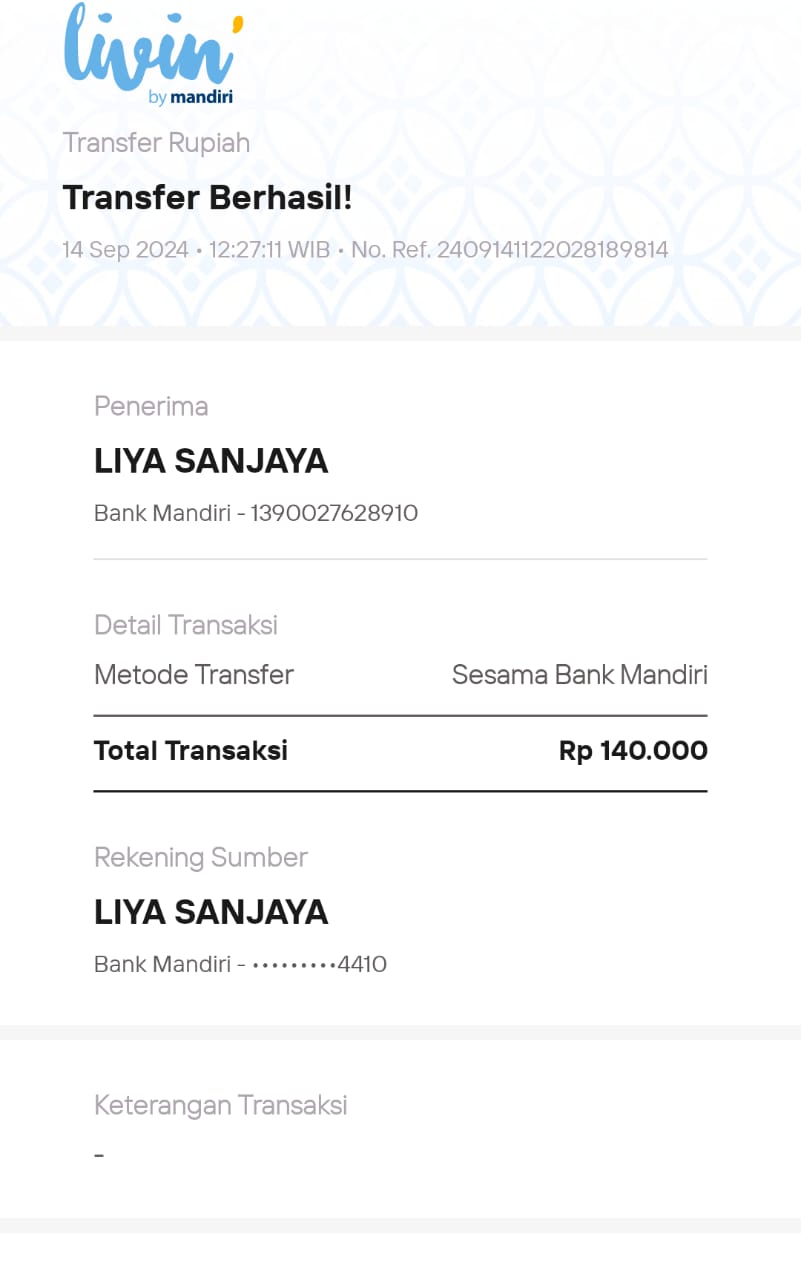 livin'
by mandiri
Transfer Rupiah
Transfer Berhasil!
14 Sep 2024 • 12:27:11 WIB • No. Ref. 2409141122028189814
Penerima
LIYA SANJAYA
Bank Mandiri - 1390027628910
Detail Transaksi
Metode Transfer Sesama Bank Mandiri
Total Transaksi Rp 140.000
Rekening Sumber
LIYA SANJAYA
Bank Mandiri - •••••••••4410
Keterangan Transaksi
-